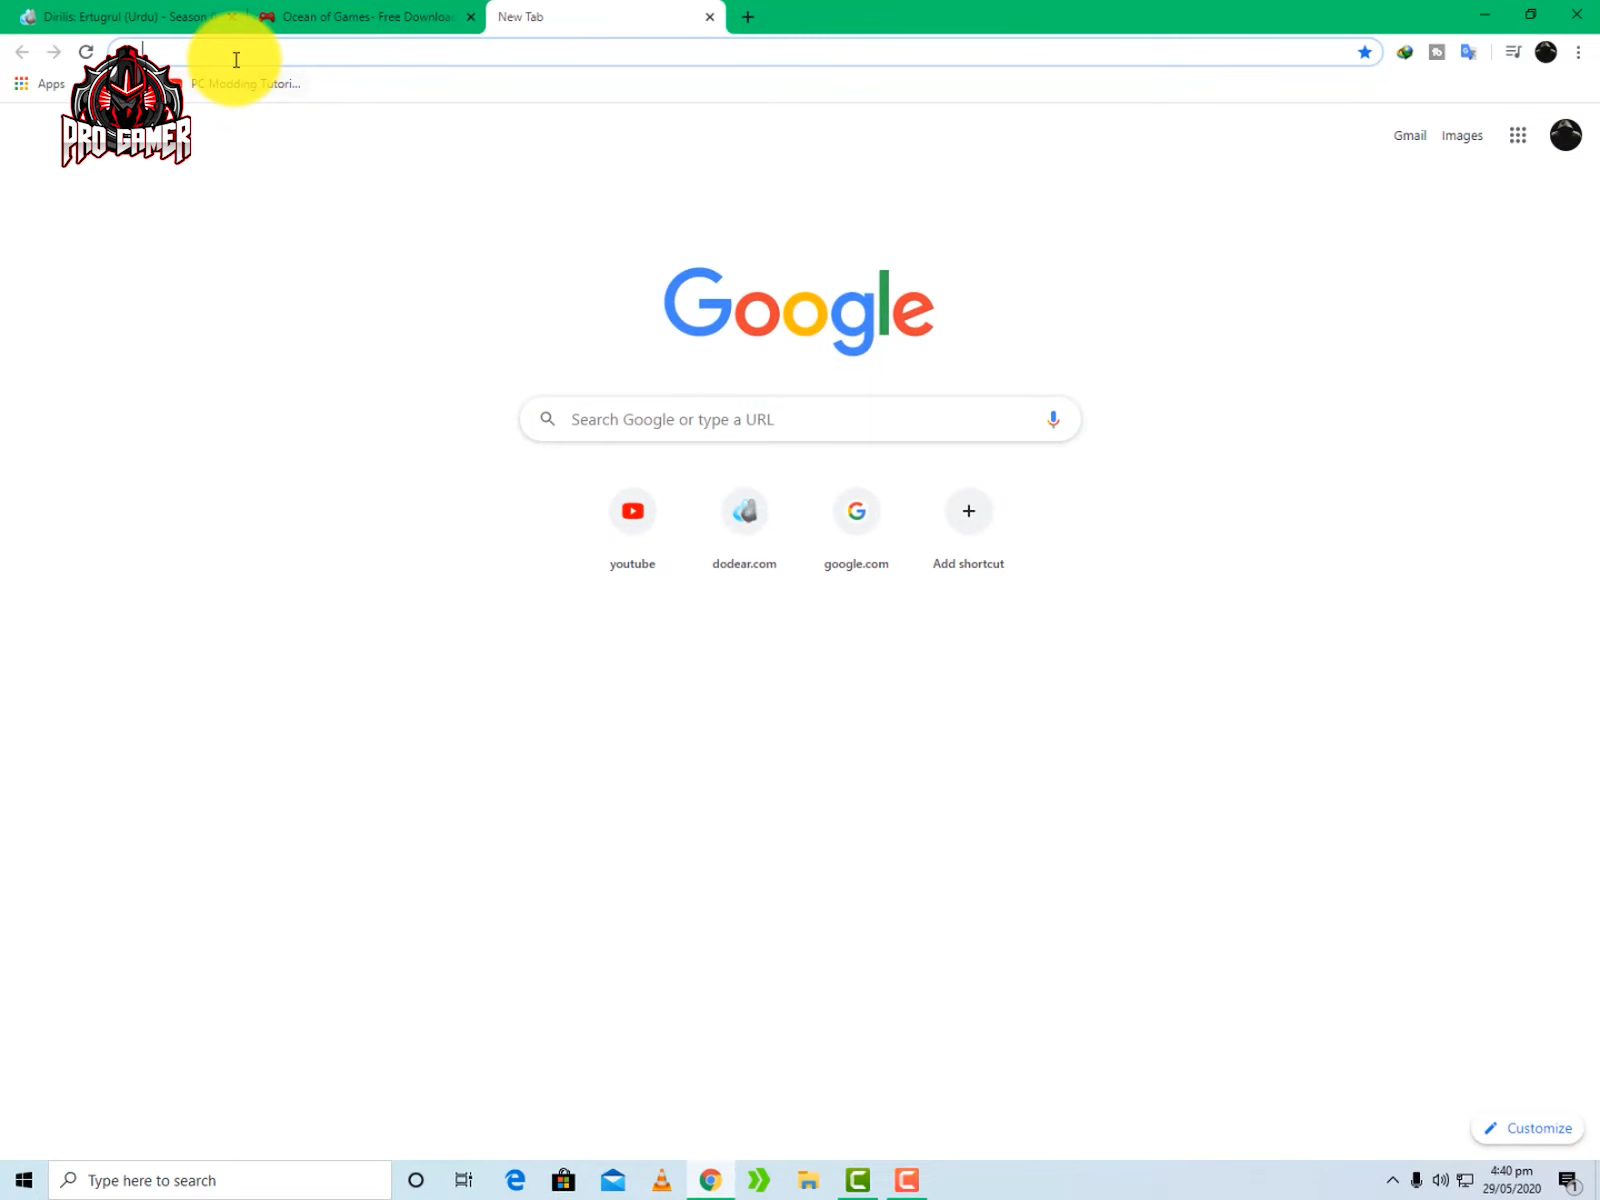 Dirilis: Ertugrul (Urdu) - Season
Ocean of Games- Free Downloa
New Tab
Apps
PC Modding Tutori...
PRO GAMER
Gmail
Images
Google
Search Google or type a URL
youtube
dodear.com
google.com
Add shortcut
Customize
Type here to search
4:40 pm
29/05/2020
1